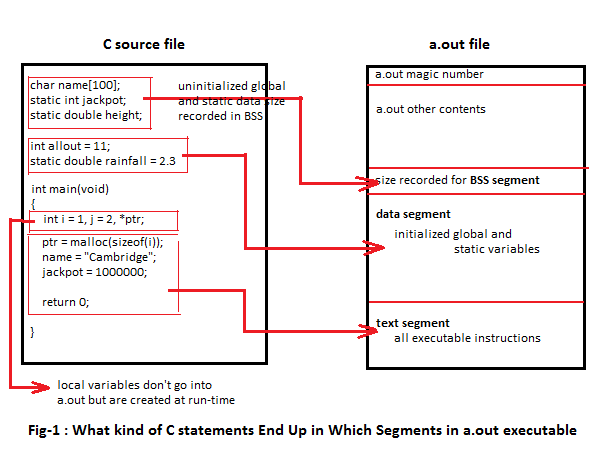 C source file
char name[100];
static int jackpot;
static double height;
uninitialized global
and static data size
recorded in BSS
int allout = 11;
static double rainfall = 2.3
int main(void)
{
int i = 1, j = 2, *ptr;
ptr = malloc(sizeof(i));
name = "Cambridge";
jackpot = 1000000;
return 0;
}
local variables don't go into
a.out but are created at run-time
a.out file
a.out magic number
a.out other contents
size recorded for BSS segment
data segment
initialized global and
static variables
text segment
all executable instructions
Fig-1 : What kind of C statements End Up in Which Segments in a.out executable